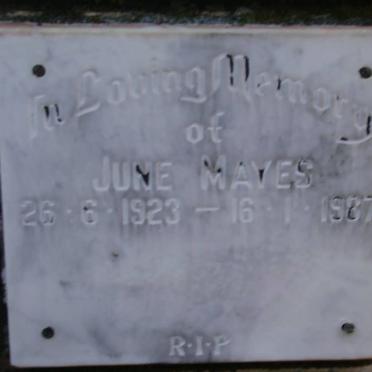 In Loving Memory
of
JUNE MAYES
26·6·1923 — 16·1·1987
R·I·P